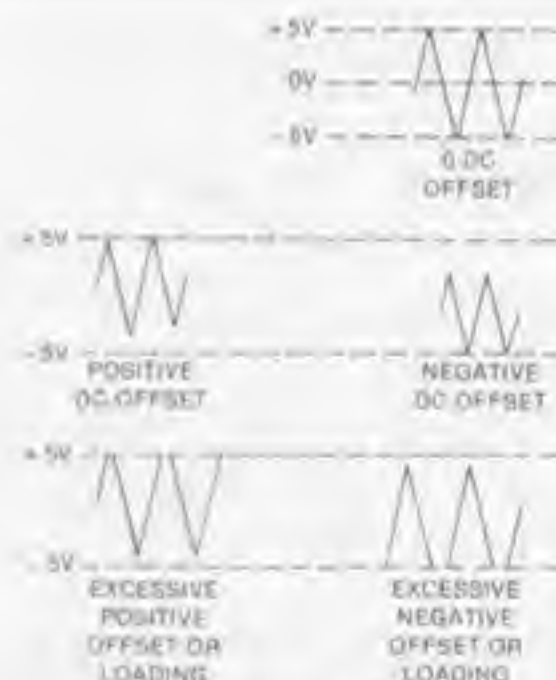 +5V
0V
-5V
0 DC
OFFSET
+5V
-5V
POSITIVE
DC OFFSET
NEGATIVE
DC OFFSET
+5V
5V
EXCESSIVE
POSITIVE
OFFSET OR
LOADING
EXCESSIVE
NEGATIVE
OFFSET OR
LOADING